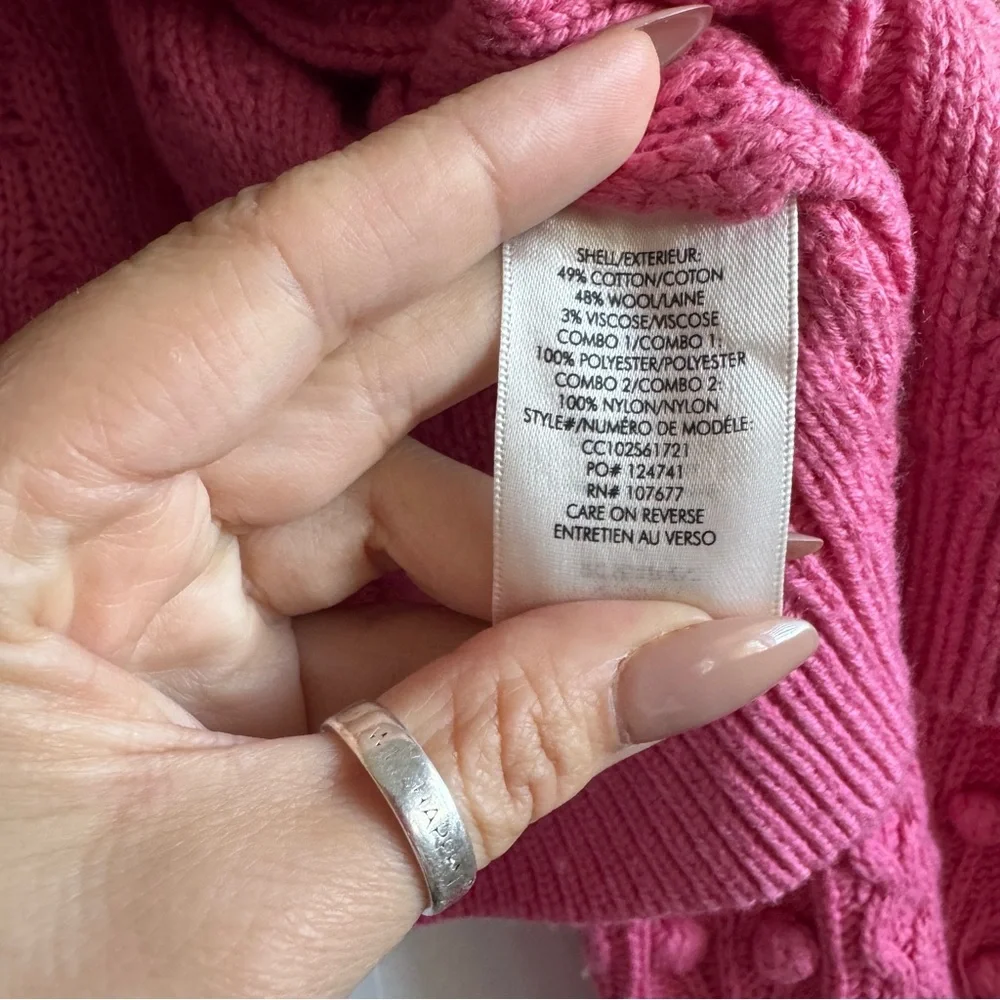 SHELL/EXTERIEUR:
49% COTTON/COTON
48% WOOL/LAINE
3% VISCOSE/VISCOSE
COMBO 1/COMBO 1:
100% POLYESTER/POLYESTER
COMBO 2/COMBO 2:
100% NYLON/NYLON
STYLE#/NUMÉRO DE MODÉLE:
CC102S61721
PO# 124741
RN# 107677
CARE ON REVERSE
ENTRETIEN AU VERSO